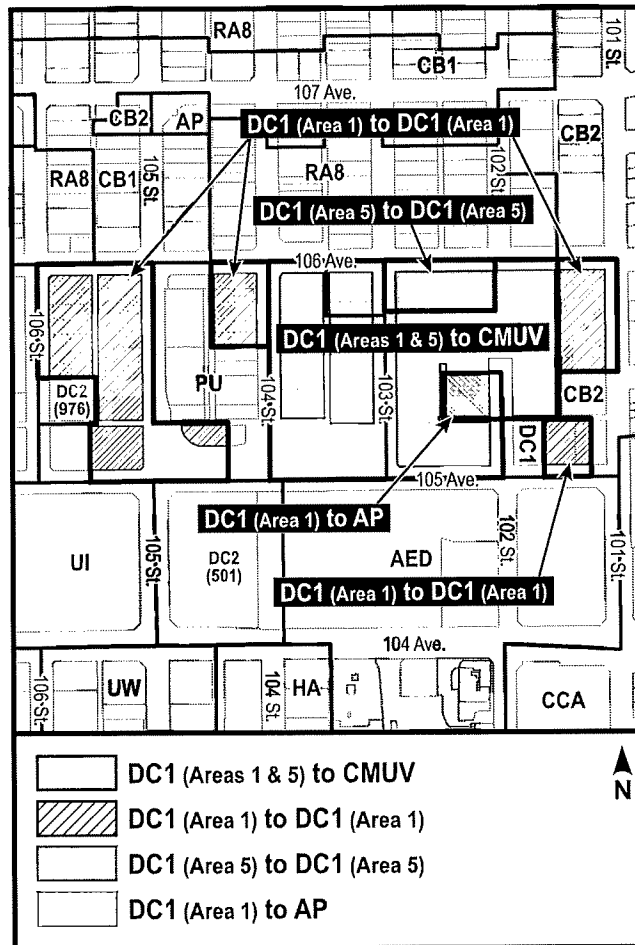 RA8
101 St.
CB1
107 Ave.
CB2
AP
DC1 (Area 1) to DC1 (Area 1)
CB2
RA8
CB1
105 St.
RA8
102 St.
DC1 (Area 5) to DC1 (Area 5)
106 Ave.
106 St.
DC1 (Areas 1 & 5) to CMUV
PU
104 St.
103 St.
DC2
(976)
CB2
DC1
105 Ave.
DC1 (Area 1) to AP
UI
105 St.
DC2
(501)
AED
102 St.
101 St.
DC1 (Area 1) to DC1 (Area 1)
104 Ave.
106 St.
UW
104 St.
HA
CCA
DC1 (Areas 1 & 5) to CMUV
N
DC1 (Area 1) to DC1 (Area 1)
DC1 (Area 5) to DC1 (Area 5)
DC1 (Area 1) to AP